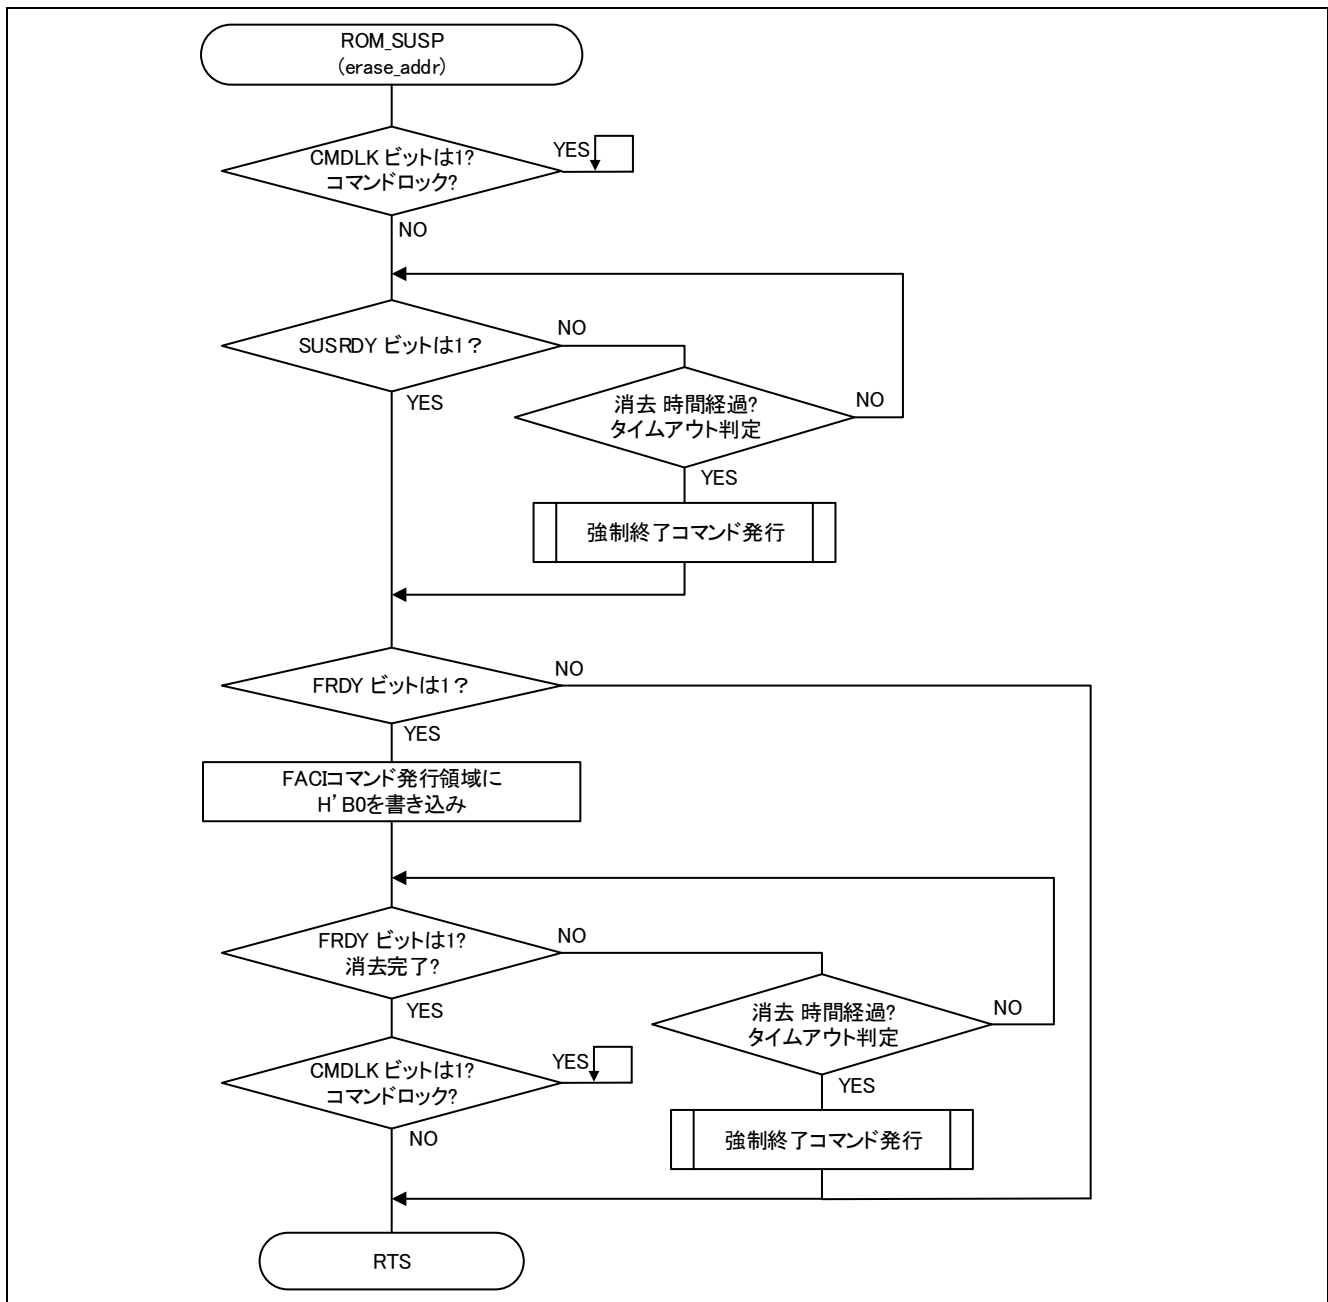 ROM_SUSP
(erase_addr)
CMDLK ビットは1?
コマンドロック?
YES
NO
SUSRDY ビットは1？
NO
YES
消去 時間経過?
タイムアウト判定
NO
YES
強制終了コマンド発行
FRDY ビットは1？
NO
YES
FACIコマンド発行領域に
H’B0を書き込み
FRDY ビットは1?
消去完了?
NO
YES
消去 時間経過?
タイムアウト判定
NO
YES
CMDLK ビットは1?
コマンドロック?
YES
NO
強制終了コマンド発行
RTS